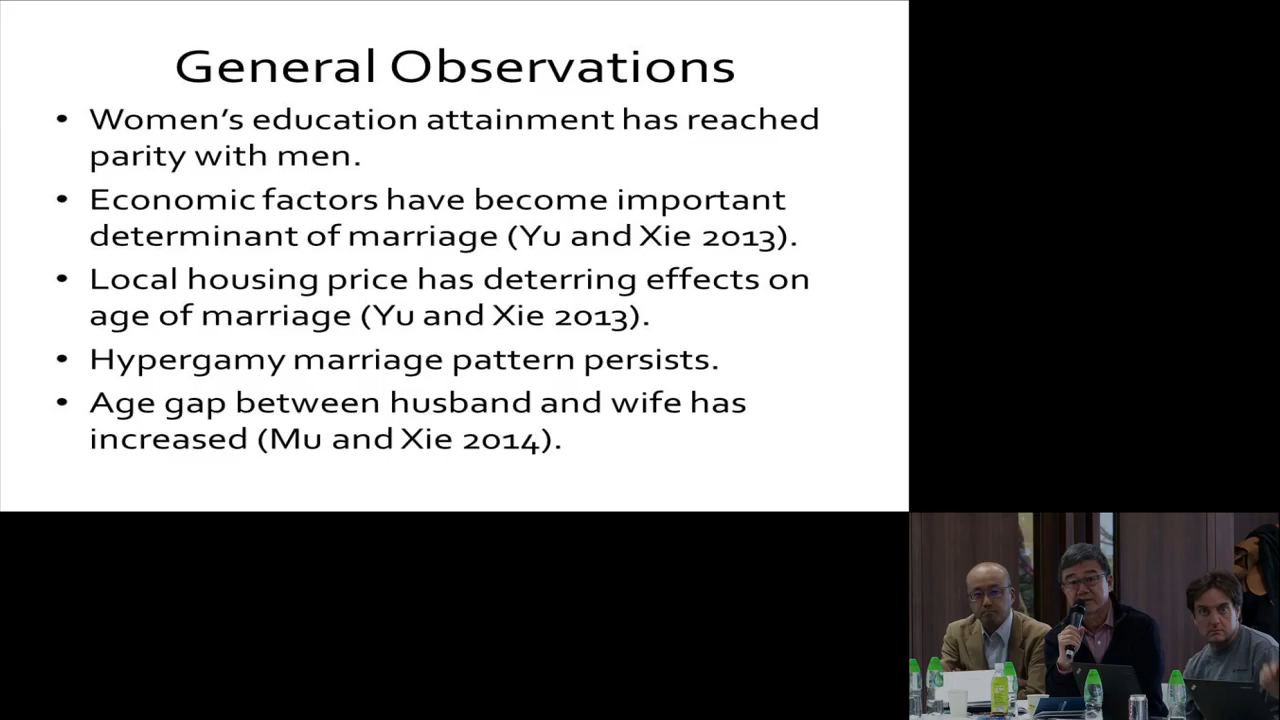 General Observations
• Women's education attainment has reached
parity with men.
• Economic factors have become important
determinant of marriage (Yu and Xie 2013).
• Local housing price has deterring effects on
age of marriage (Yu and Xie 2013).
• Hypergamy marriage pattern persists.
• Age gap between husband and wife has
increased (Mu and Xie 2014).